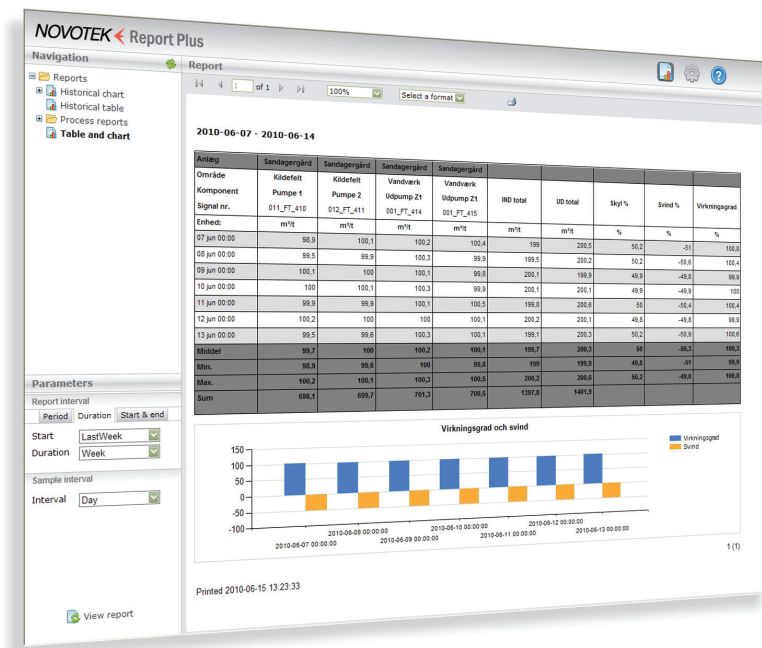 NOVOTEK Report Plus
Navigation
Reports
Historical chart
Historical table
Process reports
Table and chart
Parameters
Report interval
Period Duration Start & end
Start LastWeek
Duration Week
Sample interval
Interval Day
View report
Report
1 of 1 100% Select a format
2010-06-07 - 2010-06-14
Anlæg Sandagergård Sandagergård Sandagergård Sandagergård
Område Kildefelt Kildefelt Vandværk Vandværk
Komponent Pumpe 1 Pumpe 2 Udpump Z1 Udpump Z1 IND total UD total Skyl % Svind % Virkningsgrad
Signal nr. 011_FT_410 012_FT_411 001_FT_414 001_FT_415
Enhed: m³/t m³/t m³/t m³/t m³/t m³/t % % %
07 jun 00:00 98,9 100,1 100,2 100,4 199 200,5 50,2 -51 100,8
08 jun 00:00 99,5 99,9 100,3 99,9 199,5 200,2 50,2 -50,6 100,4
09 jun 00:00 100,1 100 100,1 99,8 200,1 199,9 49,9 -49,8 99,9
10 jun 00:00 100 100,1 100,3 99,9 200,1 200,1 49,9 -49,9 100
11 jun 00:00 99,9 99,9 100,1 100,5 199,8 200,6 50 -50,4 100,4
12 jun 00:00 100,2 100 100 100,1 200,2 200,1 49,8 -49,8 99,9
13 jun 00:00 99,5 99,6 100,3 100,1 199,1 200,3 50,2 -50,9 100,6
Middel 99,7 100 100,2 100,1 199,7 200,3 50 -50,3 100,3
Min. 98,9 99,6 100 99,8 199 199,9 49,8 -51 99,9
Max. 100,2 100,1 100,3 100,5 200,2 200,6 50,2 -49,8 100,8
Sum 698,1 699,7 701,3 700,5 1397,8 1401,9
Virkningsgrad och svind
Virkningsgrad
Svind
150
100
50
0
-50
-100
2010-06-07 00:00:00
2010-06-08 00:00:00
2010-06-09 00:00:00
2010-06-10 00:00:00
2010-06-11 00:00:00
2010-06-12 00:00:00
2010-06-13 00:00:00
1 (1)
Printed 2010-06-15 13:23:33